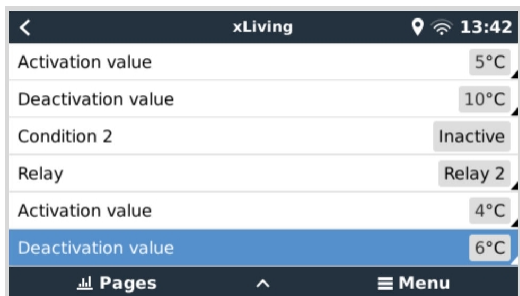 xLiving 13:42
Activation value 5°C
Deactivation value 10°C
Condition 2 Inactive
Relay Relay 2
Activation value 4°C
Deactivation value 6°C
Pages Menu